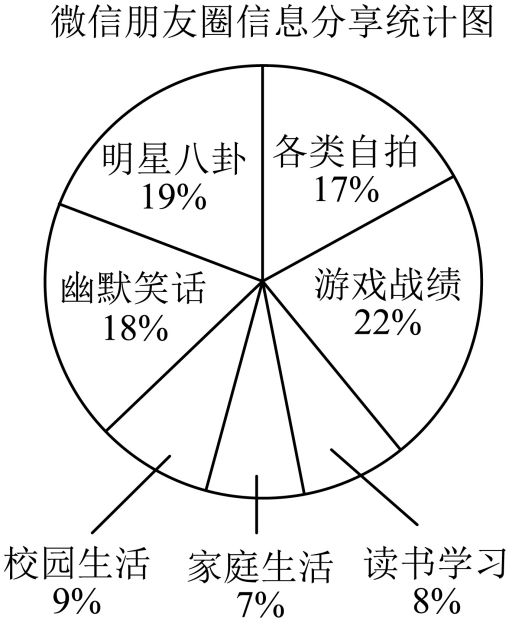 微信朋友圈信息分享统计图
明星八卦
19%
各类自拍
17%
幽默笑话
18%
游戏战绩
22%
校园生活
9%
家庭生活
7%
读书学习
8%